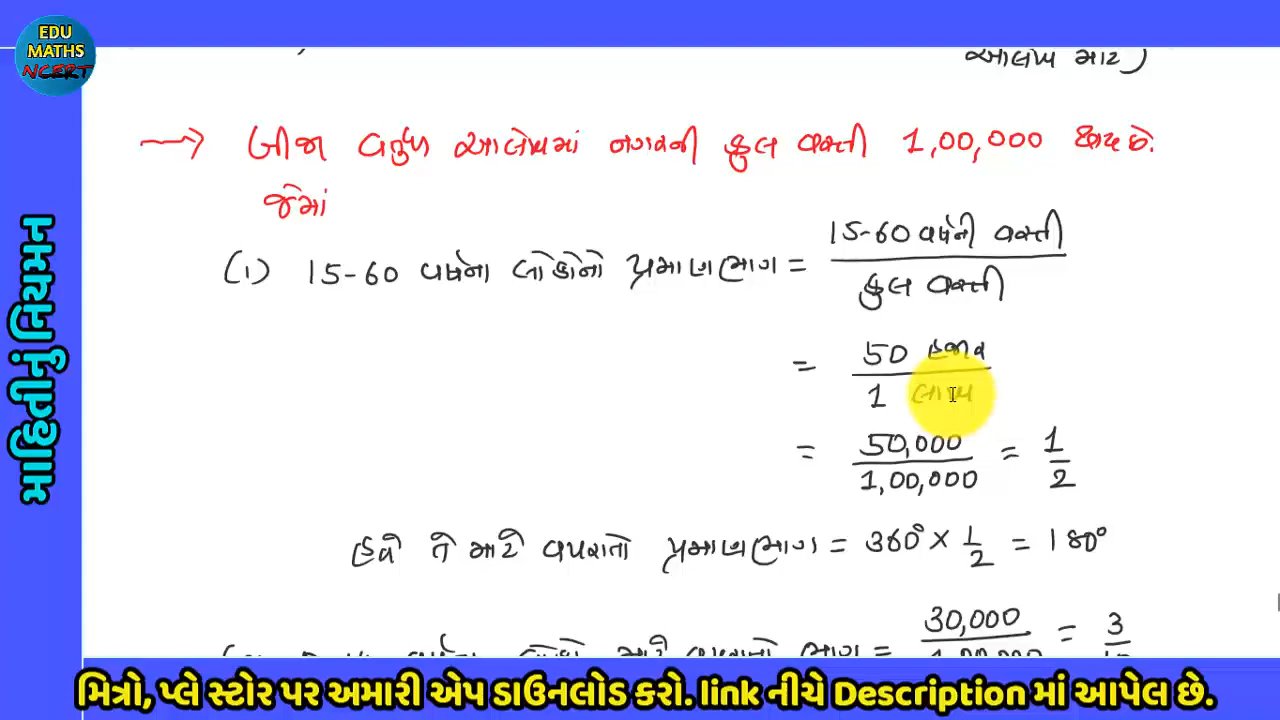 EDU
MATHS
NCERT
આલેખ માટે)
→ બીજા વર્તુળ આલેખમાં નગરની કુલ વસ્તી 1,00,000 થાય છે.
જેમાં
(1) 15-60 વર્ષના લોકોનો પ્રમાણભાગ = 15-60 વર્ષની વસ્તી
કુલ વસ્તી
= 50 હજાર
1 લાખ
= 50,000 / 1,00,000 = 1/2
હવે તે માટે વપરાતો પ્રમાણભાગ = 360° × 1/2 = 180°
30,000 = 3
માહિતીનું નિયમન
મિત્રો, પ્લે સ્ટોર પર અમારી એપ ડાઉનલોડ કરો. link નીચે Description માં આપેલ છે.